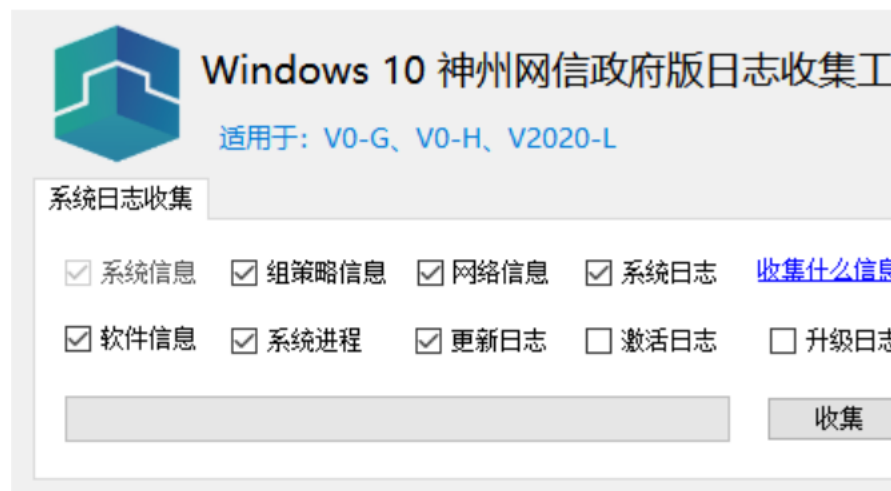 Windows 10 神州网信政府版日志收集工
适用于：V0-G、V0-H、V2020-L
系统日志收集
系统信息 组策略信息 网络信息 系统日志 收集什么信息
软件信息 系统进程 更新日志 激活日志 升级日志
收集